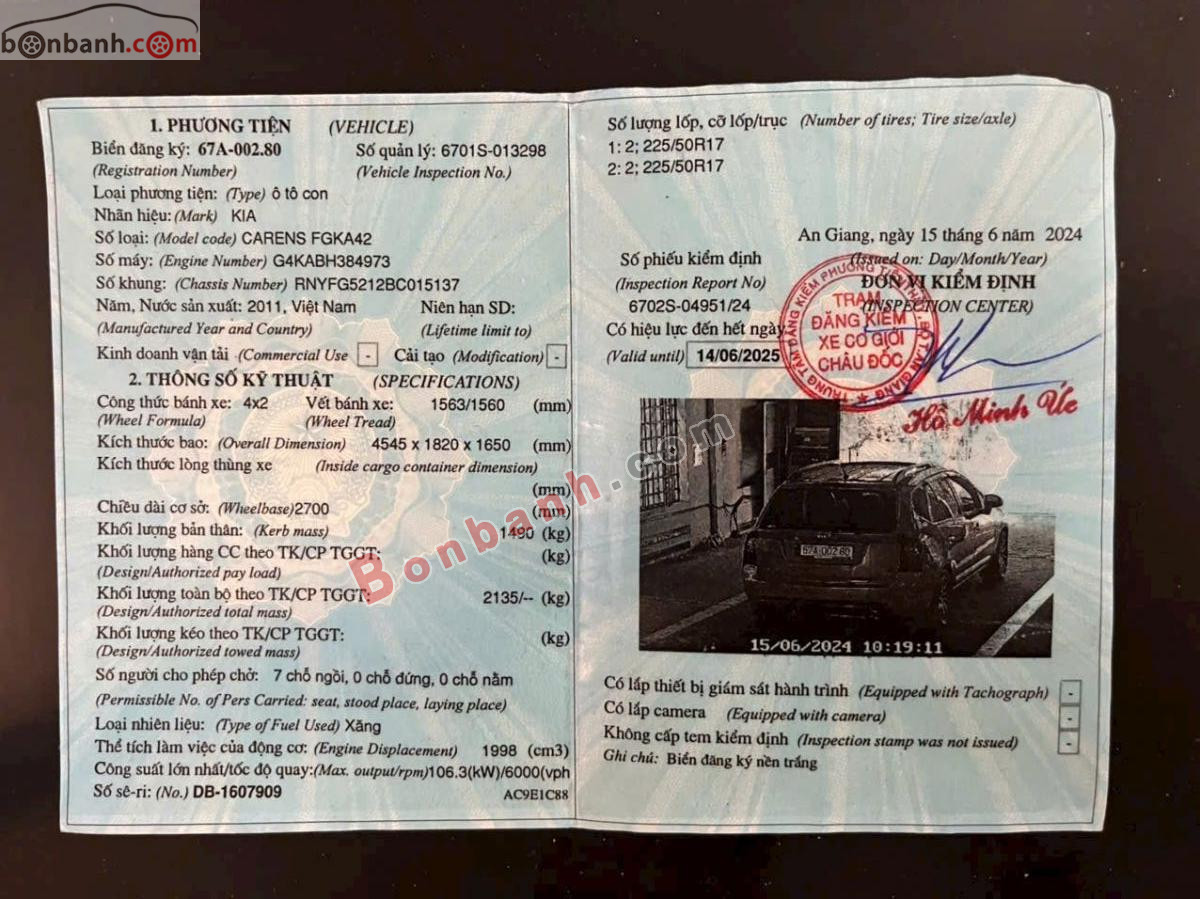 bonbanh.com
1. PHƯƠNG TIỆN (VEHICLE)
Biển đăng ký: 67A-002.80 Số quản lý: 6701S-013298
(Registration Number) (Vehicle Inspection No.)
Loại phương tiện: (Type) ô tô con
Nhãn hiệu: (Mark) KIA
Số loại: (Model code) CARENS FGKA42
Số máy: (Engine Number) G4KABH384973
Số khung: (Chassis Number) RNYFG5212BC015137
Năm, Nước sản xuất: 2011, Việt Nam Niên hạn SD:
(Manufactured Year and Country) (Lifetime limit to)
Kinh doanh vận tải (Commercial Use - Cải tạo (Modification) -
2. THÔNG SỐ KỸ THUẬT (SPECIFICATIONS)
Công thức bánh xe: 4x2 Vết bánh xe: 1563/1560 (mm)
(Wheel Formula) (Wheel Tread)
Kích thước bao: (Overall Dimension) 4545 x 1820 x 1650 (mm)
Kích thước lòng thùng xe (Inside cargo container dimension)
(mm)
Chiều dài cơ sở: (Wheelbase)2700 (mm)
Khối lượng bản thân: (Kerb mass) 1490 (kg)
Khối lượng hàng CC theo TK/CP TGGT: (kg)
(Design/Authorized pay load)
Khối lượng toàn bộ theo TK/CP TGGT: 2135/-- (kg)
(Design/Authorized total mass)
Khối lượng kéo theo TK/CP TGGT: (kg)
(Design/Authorized towed mass)
Số người cho phép chở: 7 chỗ ngồi, 0 chỗ đứng, 0 chỗ nằm
(Permissible No. of Pers Carried: seat, stood place, laying place)
Loại nhiên liệu: (Type of Fuel Used) Xăng
Thể tích làm việc của động cơ: (Engine Displacement) 1998 (cm3)
Công suất lớn nhất/tốc độ quay:(Max. output/rpm)106.3(kW)/6000(vph
Số sê-ri: (No.) DB-1607909 AC9E1C88
Số lượng lốp, cỡ lốp/trục (Number of tires; Tire size/axle)
1: 2; 225/50R17
2: 2; 225/50R17
An Giang, ngày 15 tháng 6 năm 2024
Số phiếu kiểm định (Issued on: Day/Month/Year)
(Inspection Report No) ĐƠN VỊ KIỂM ĐỊNH
6702S-04951/24 (INSPECTION CENTER)
Có hiệu lực đến hết ngày
(Valid until) 14/06/2025
TRẠM
ĐĂNG KIỂM
XE CƠ GIỚI
CHÂU ĐỐC
Hồ Minh Úc
67A-002.80
15/06/2024 10:19:11
Có lắp thiết bị giám sát hành trình (Equipped with Tachograph) -
Có lắp camera (Equipped with camera) -
Không cấp tem kiểm định (Inspection stamp was not issued) -
Ghi chú: Biển đăng ký nền trắng
Bonbanh.com